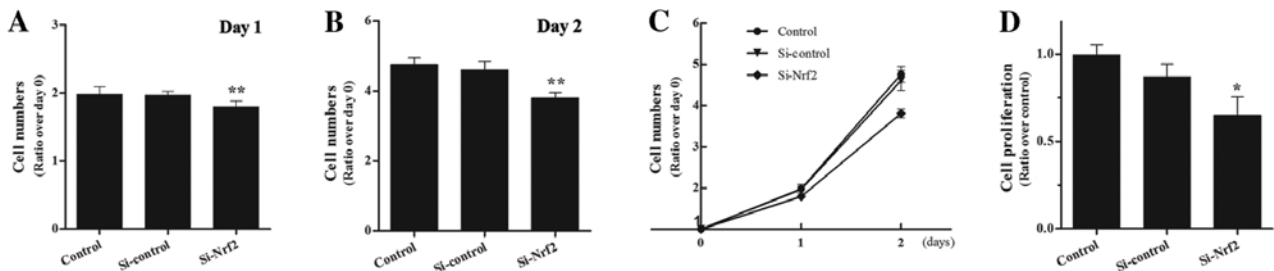 A
Day 1
Cell numbers
(Ratio over day 0)
3
2
1
0
Control
Si-control
Si-Nrf2
**
B
Day 2
Cell numbers
(Ratio over day 0)
6
4
2
0
Control
Si-control
Si-Nrf2
**
C
Control
Si-control
Si-Nrf2
Cell numbers
(Ratio over day 0)
6
5
4
2
1
0
1
2
(days)
D
Cell proliferation
(Ratio over control)
1.0
0.5
0.0
Control
Si-control
Si-Nrf2
*